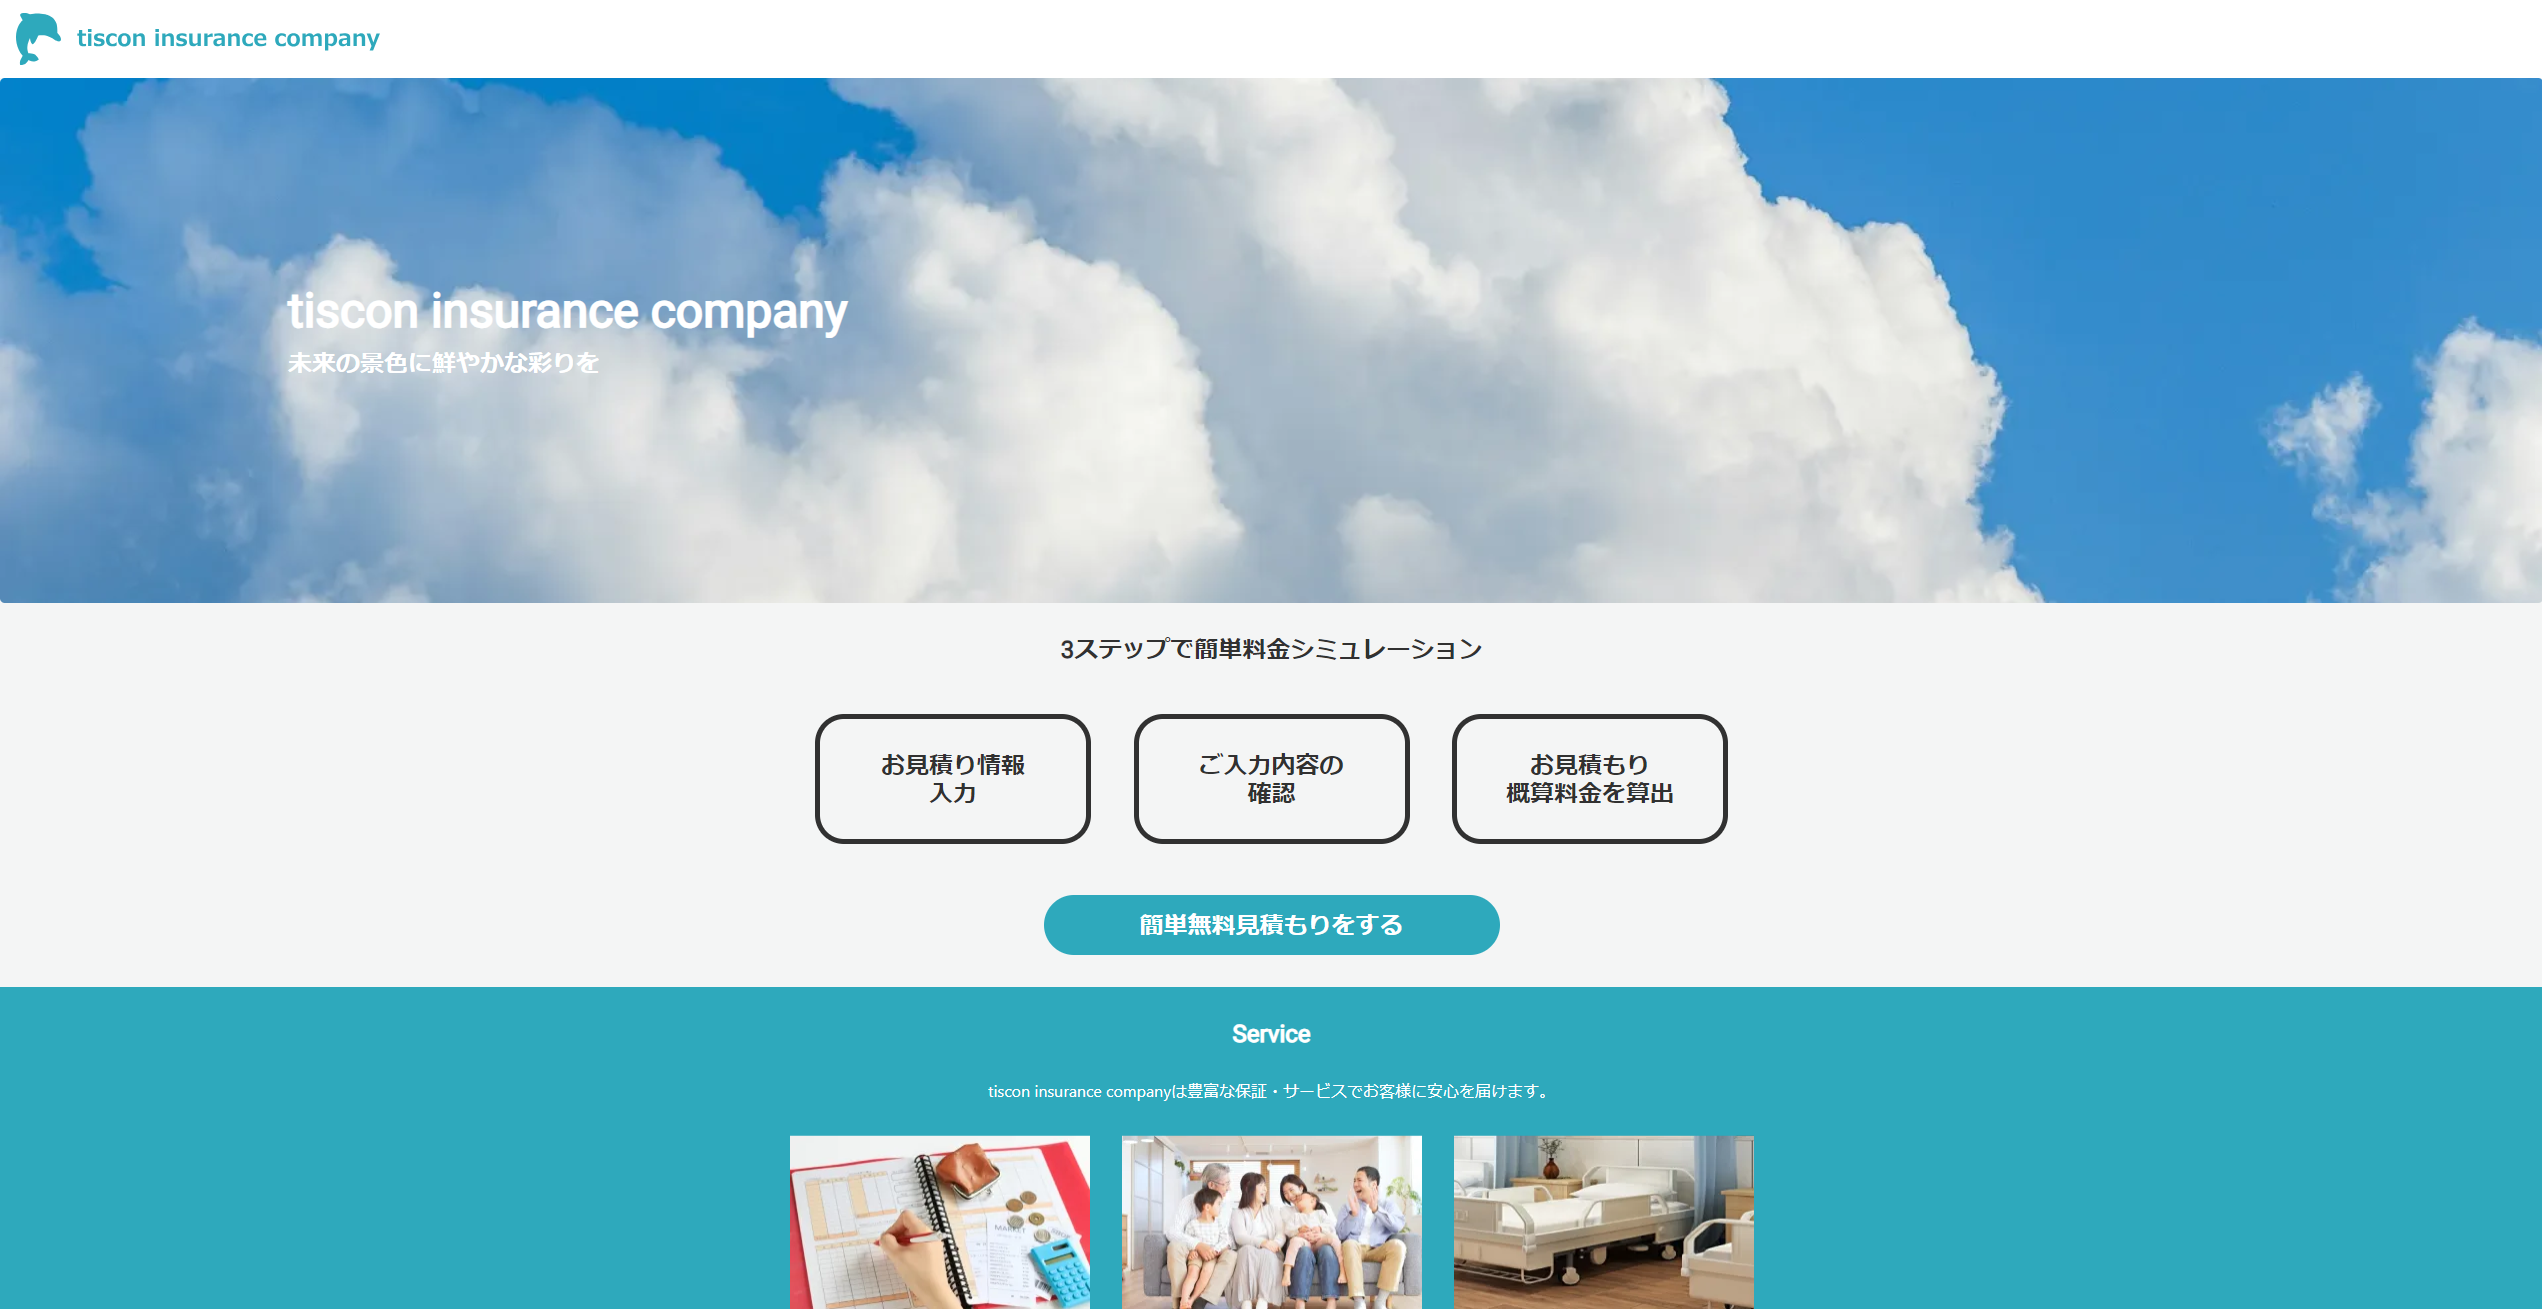 tiscon insurance company
tiscon insurance company
未来の景色に鮮やかな彩りを
3ステップで簡単料金シミュレーション
お見積り情報
入力
ご入力内容の
確認
お見積もり
概算料金を算出
簡単無料見積もりをする
Service
tiscon insurance companyは豊富な保証・サービスでお客様に安心を届けます。
MARKET